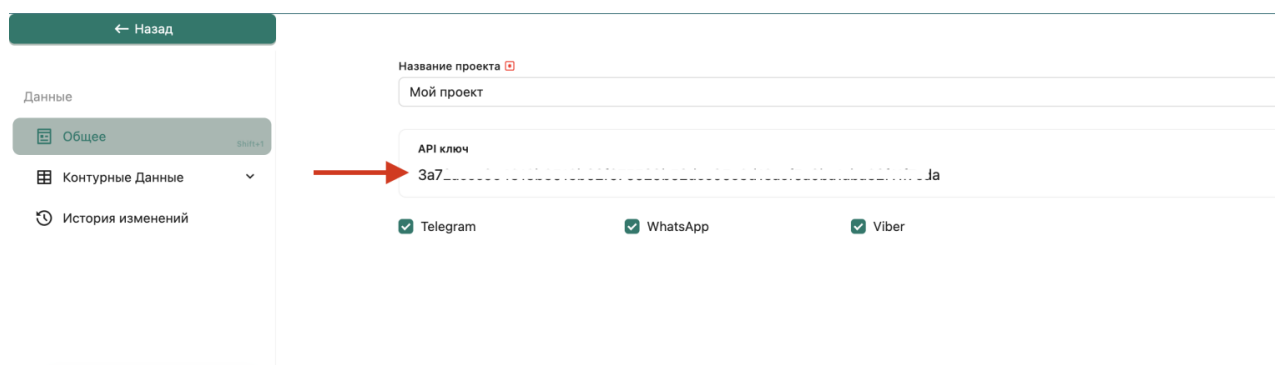 ← Назад
Данные
Общее
Shift+1
Контурные Данные
История изменений
Название проекта
Мой проект
API ключ
Telegram
WhatsApp
Viber